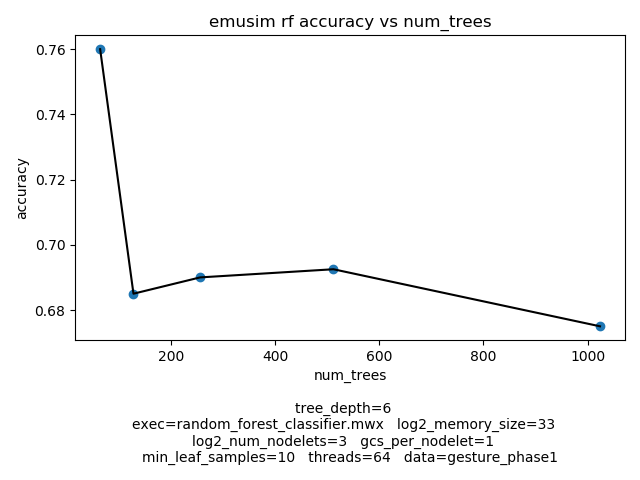 emusim rf accuracy vs num_trees
0.76
0.74
0.72
0.70
0.68
accuracy
200 400 600 800 1000
num_trees
tree_depth=6
exec=random_forest_classifier.mwx log2_memory_size=33
log2_num_nodelets=3 gcs_per_nodelet=1
min_leaf_samples=10 threads=64 data=gesture_phase1